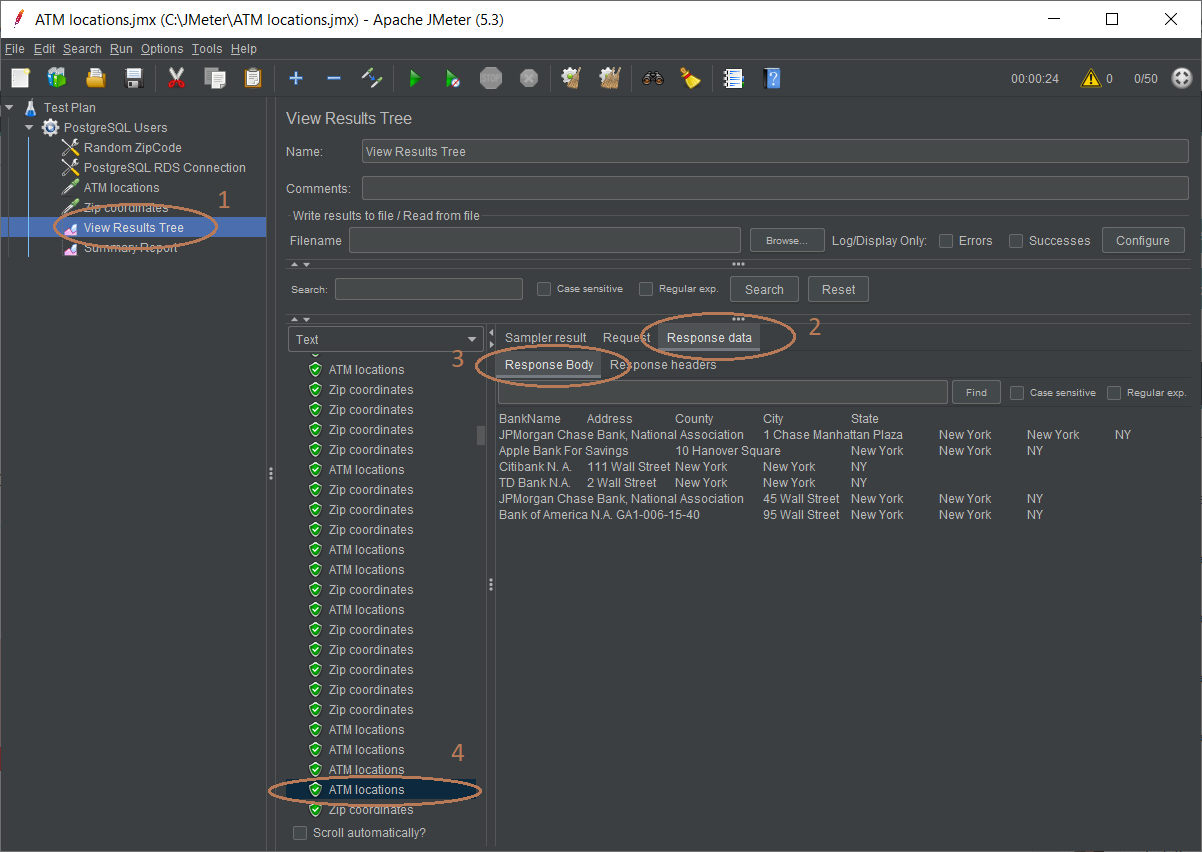 ATM locations.jmx (C:\JMeter\ATM locations.jmx) - Apache JMeter (5.3)
File Edit Search Run Options Tools Help
STOP
00:00:24 0 0/50
Test Plan
PostgreSQL Users
Random ZipCode
PostgreSQL RDS Connection
ATM locations
Zip coordinates
1
View Results Tree
Summary Report
View Results Tree
Name: View Results Tree
Comments:
Write results to file / Read from file
Filename Browse... Log/Display Only: Errors Successes Configure
Search: Case sensitive Regular exp. Search Reset
Text
3
ATM locations
Zip coordinates
Zip coordinates
Zip coordinates
Zip coordinates
ATM locations
Zip coordinates
Zip coordinates
Zip coordinates
ATM locations
ATM locations
Zip coordinates
ATM locations
Zip coordinates
Zip coordinates
Zip coordinates
Zip coordinates
Zip coordinates
ATM locations
ATM locations
4
ATM locations
ATM locations
Zip coordinates
Scroll automatically?
Sampler result Request Response data 2
Response Body Response headers
Find Case sensitive Regular exp.
BankName Address County City State
JPMorgan Chase Bank, National Association 1 Chase Manhattan Plaza New York New York NY
Apple Bank For Savings 10 Hanover Square New York New York NY
Citibank N. A. 111 Wall Street New York New York NY
TD Bank N.A. 2 Wall Street New York New York NY
JPMorgan Chase Bank, National Association 45 Wall Street New York New York NY
Bank of America N.A. GA1-006-15-40 95 Wall Street New York New York NY